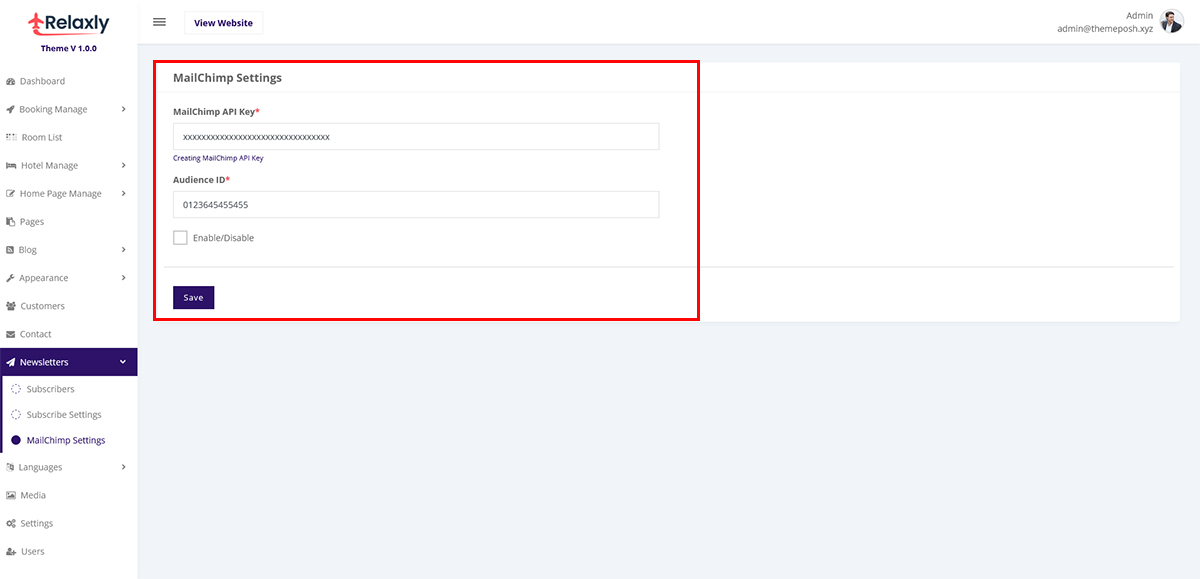 Relaxly
Theme V 1.0.0
View Website
Admin
admin@themeposh.xyz
Dashboard
Booking Manage
Room List
Hotel Manage
Home Page Manage
Pages
Blog
Appearance
Customers
Contact
Newsletters
Subscribers
Subscribe Settings
MailChimp Settings
Languages
Media
Settings
Users
MailChimp Settings
MailChimp API Key*
xxxxxxxxxxxxxxxxxxxxxxxxxxxxxxxx
Creating MailChimp API Key
Audience ID*
0123645455455
Enable/Disable
Save